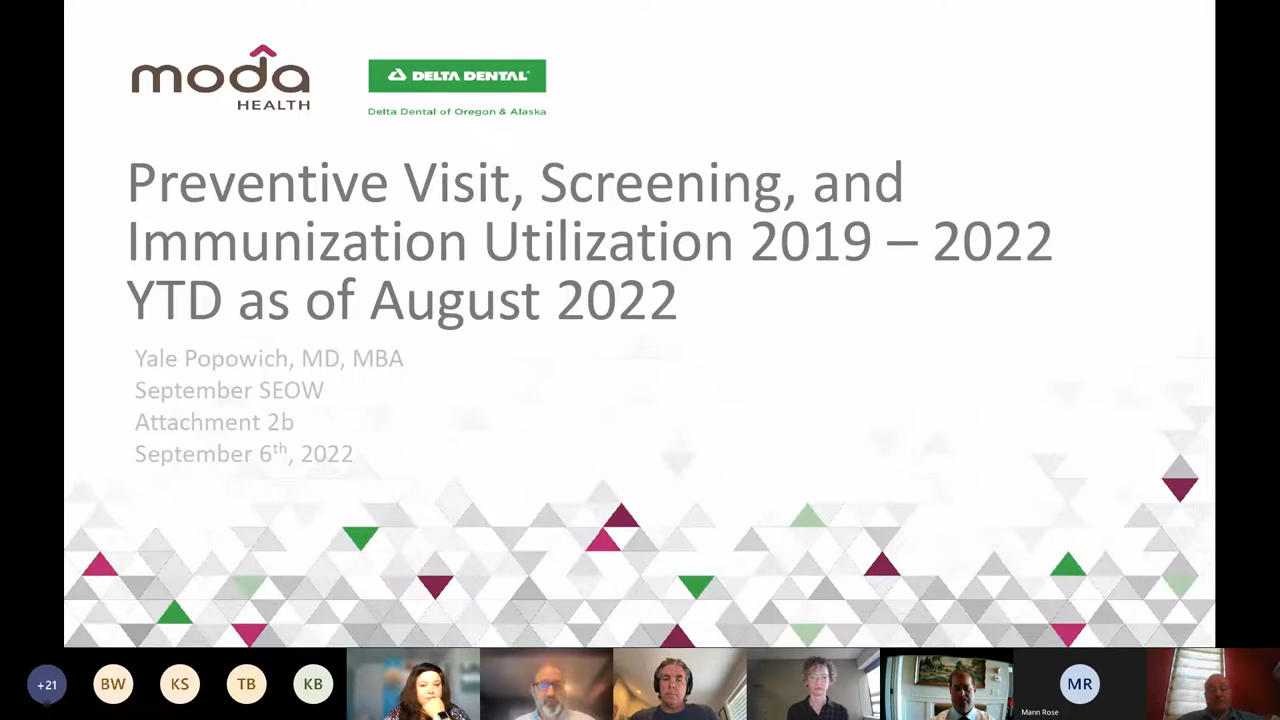 moda
HEALTH
DELTA DENTAL®
Delta Dental of Oregon & Alaska
Preventive Visit, Screening, and
Immunization Utilization 2019 – 2022
YTD as of August 2022
Yale Popowich, MD, MBA
September SEOW
Attachment 2b
September 6th, 2022
+21
BW
KS
TB
KB
MR
Mann Rose